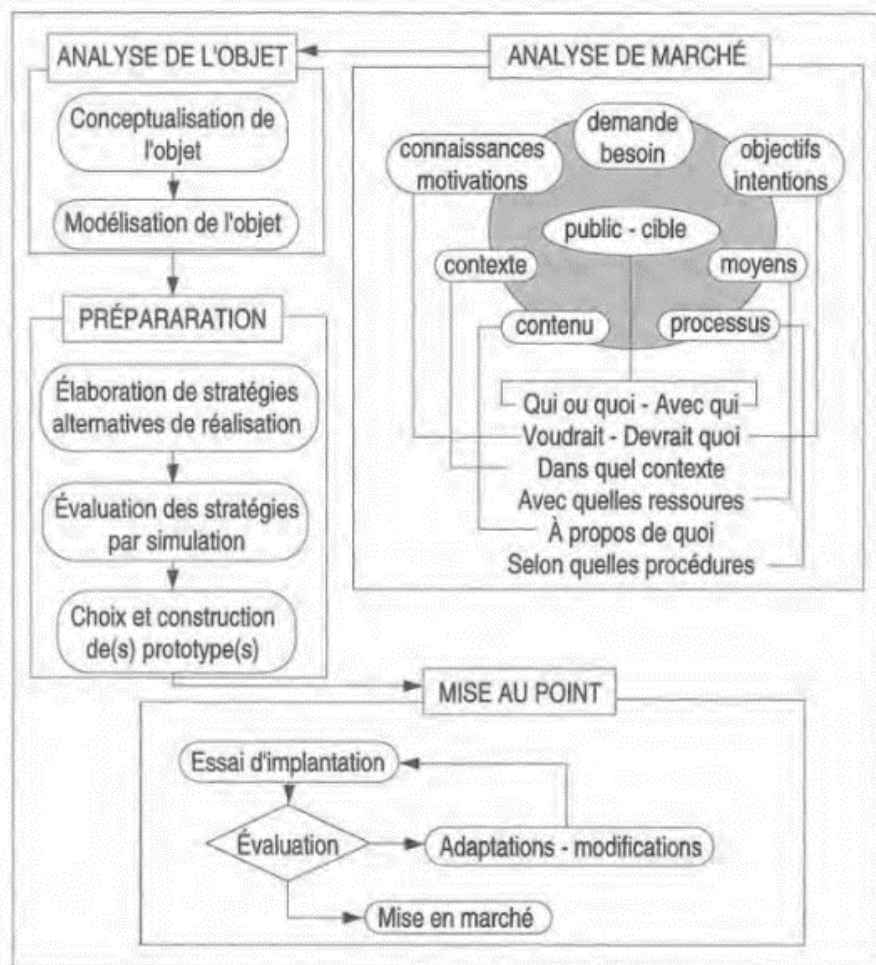 ANALYSE DE L'OBJET
Conceptualisation de
l'objet
Modélisation de l'objet
ANALYSE DE MARCHÉ
demande
besoin
connaissances
motivations
objectifs
intentions
public - cible
contexte
moyens
contenu
processus
Qui ou quoi - Avec qui
Voudrait - Devrait quoi
Dans quel contexte
Avec quelles ressoures
À propos de quoi
Selon quelles procédures
PRÉPARARATION
Élaboration de stratégies
alternatives de réalisation
Évaluation des stratégies
par simulation
Choix et construction
de(s) prototype(s)
MISE AU POINT
Essai d'implantation
Évaluation
Adaptations - modifications
Mise en marché